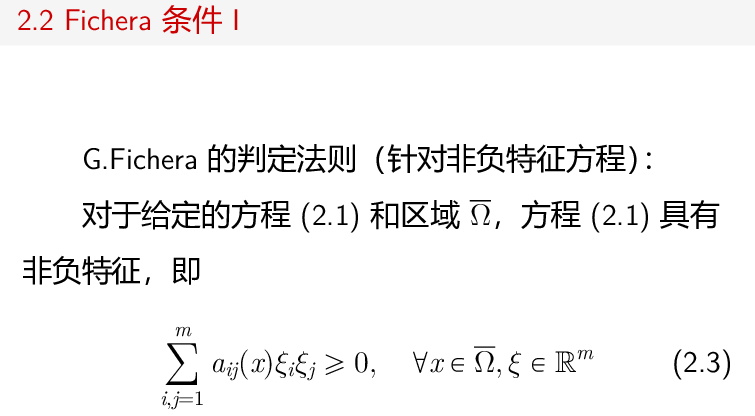 2.2 Fichera 条件 I
G.Fichera 的判定法则（针对非负特征方程）：
对于给定的方程 (2.1) 和区域 $\overline{\Omega}$，方程 (2.1) 具有
非负特征，即
$\sum_{i,j=1}^{m} a_{ij}(x)\xi_i\xi_j \geqslant 0, \quad \forall x \in \overline{\Omega}, \xi \in \mathbb{R}^m$ (2.3)